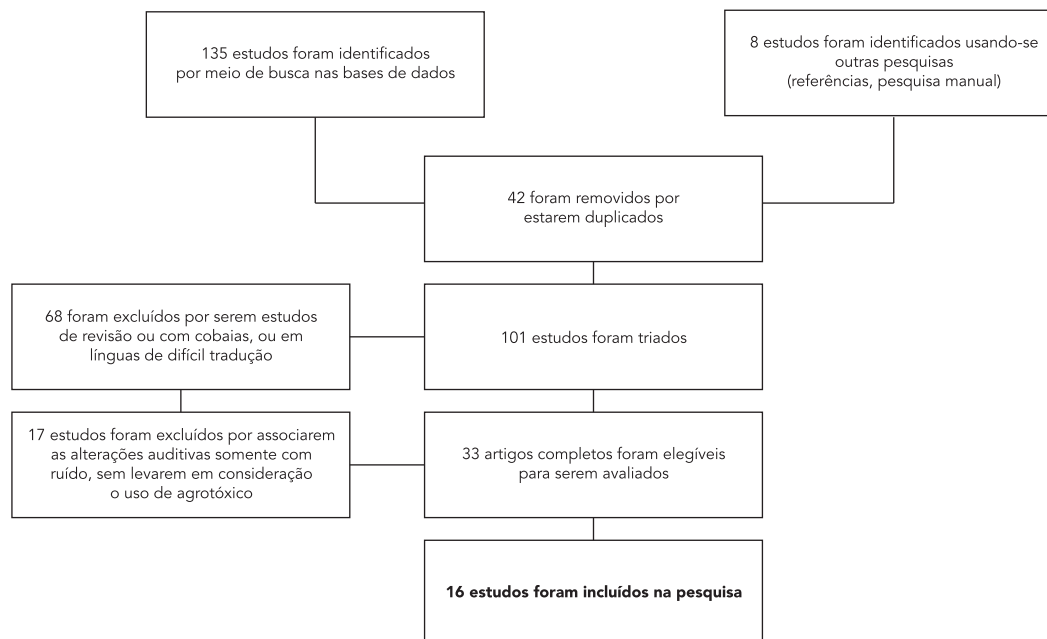 135 estudos foram identificados
por meio de busca nas bases de dados
8 estudos foram identificados usando-se
outras pesquisas
(referências, pesquisa manual)
42 foram removidos por
estarem duplicados
68 foram excluídos por serem estudos
de revisão ou com cobaias, ou em
línguas de difícil tradução
101 estudos foram triados
17 estudos foram excluídos por associarem
as alterações auditivas somente com
ruído, sem levarem em consideração
o uso de agrotóxico
33 artigos completos foram elegíveis
para serem avaliados
16 estudos foram incluídos na pesquisa